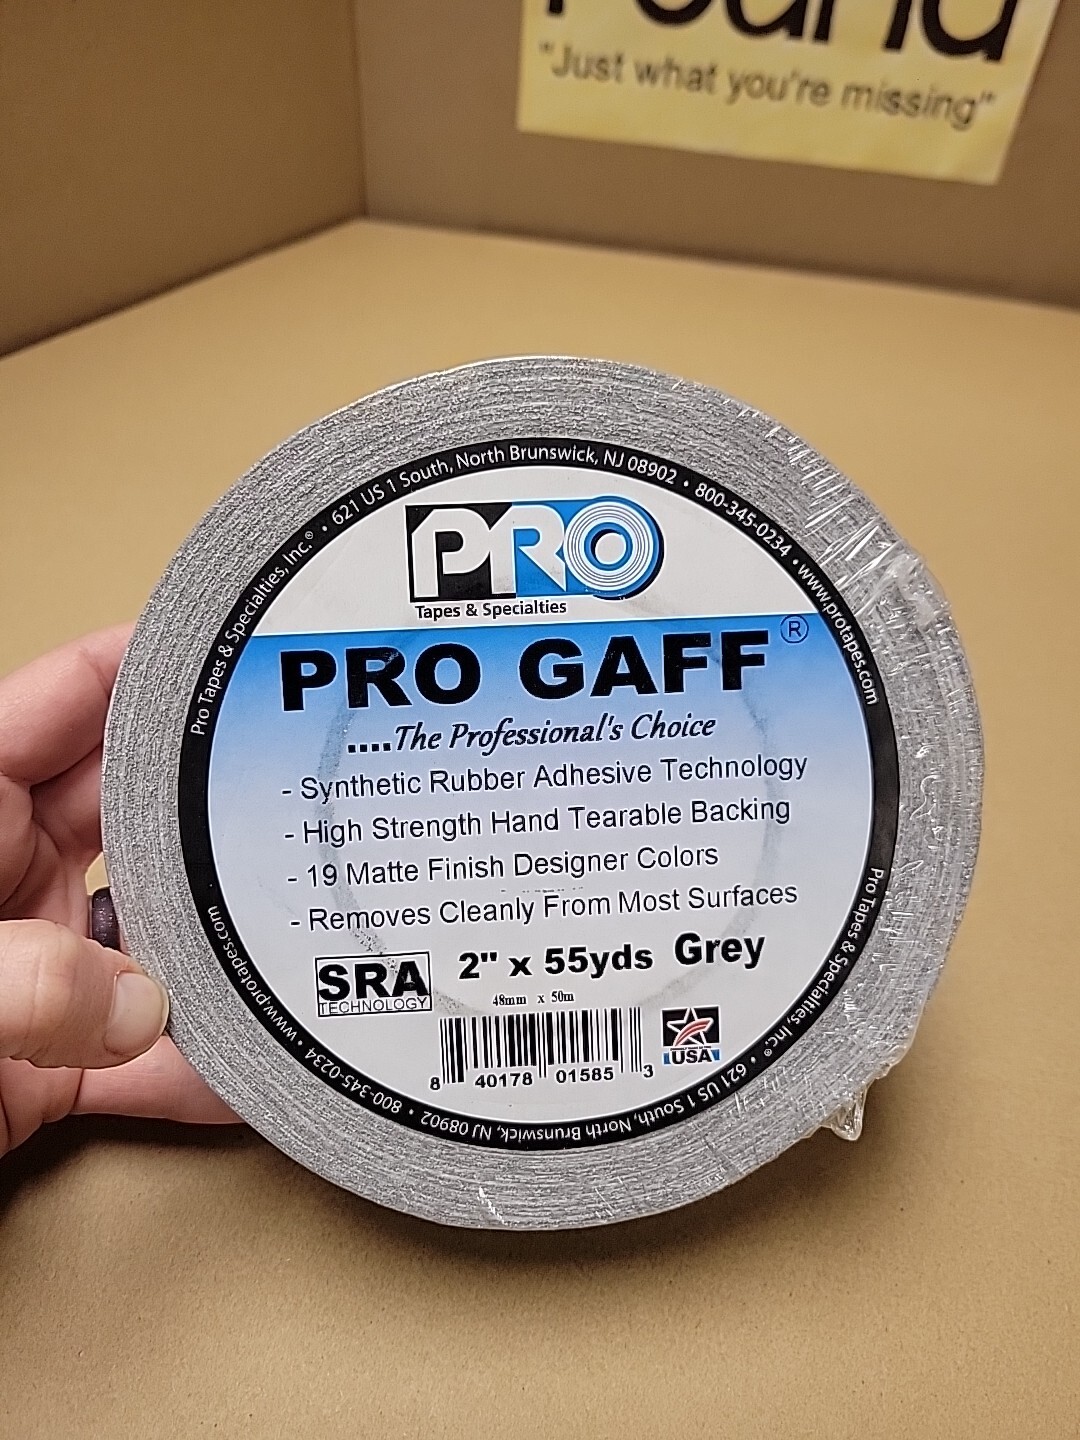 "Just what you're missing"
Pro Tapes & Specialties, Inc.® • 621 US 1 South, North Brunswick, NJ 08902 • 800-345-0234 • www.protapes.com
PRO
Tapes & Specialties
PRO GAFF®
....The Professional's Choice
- Synthetic Rubber Adhesive Technology
- High Strength Hand Tearable Backing
- 19 Matte Finish Designer Colors
- Removes Cleanly From Most Surfaces
SRA
TECHNOLOGY
2" x 55yds Grey
48mm x 50m
8 40178 01585 3
USA
Pro Tapes & Specialties, Inc.® • 621 US 1 South, North Brunswick, NJ 08902 • 800-345-0234 • www.protapes.com